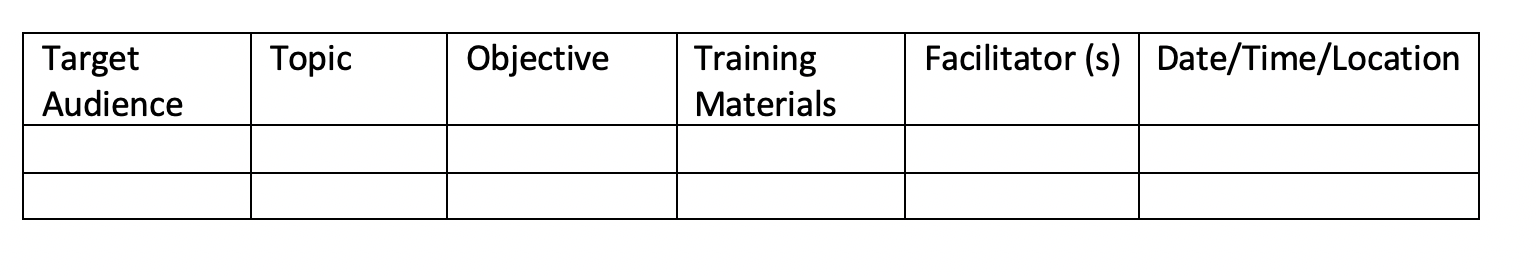 Target Audience	Topic	Objective	Training Materials	Facilitator (s)	Date/Time/Location